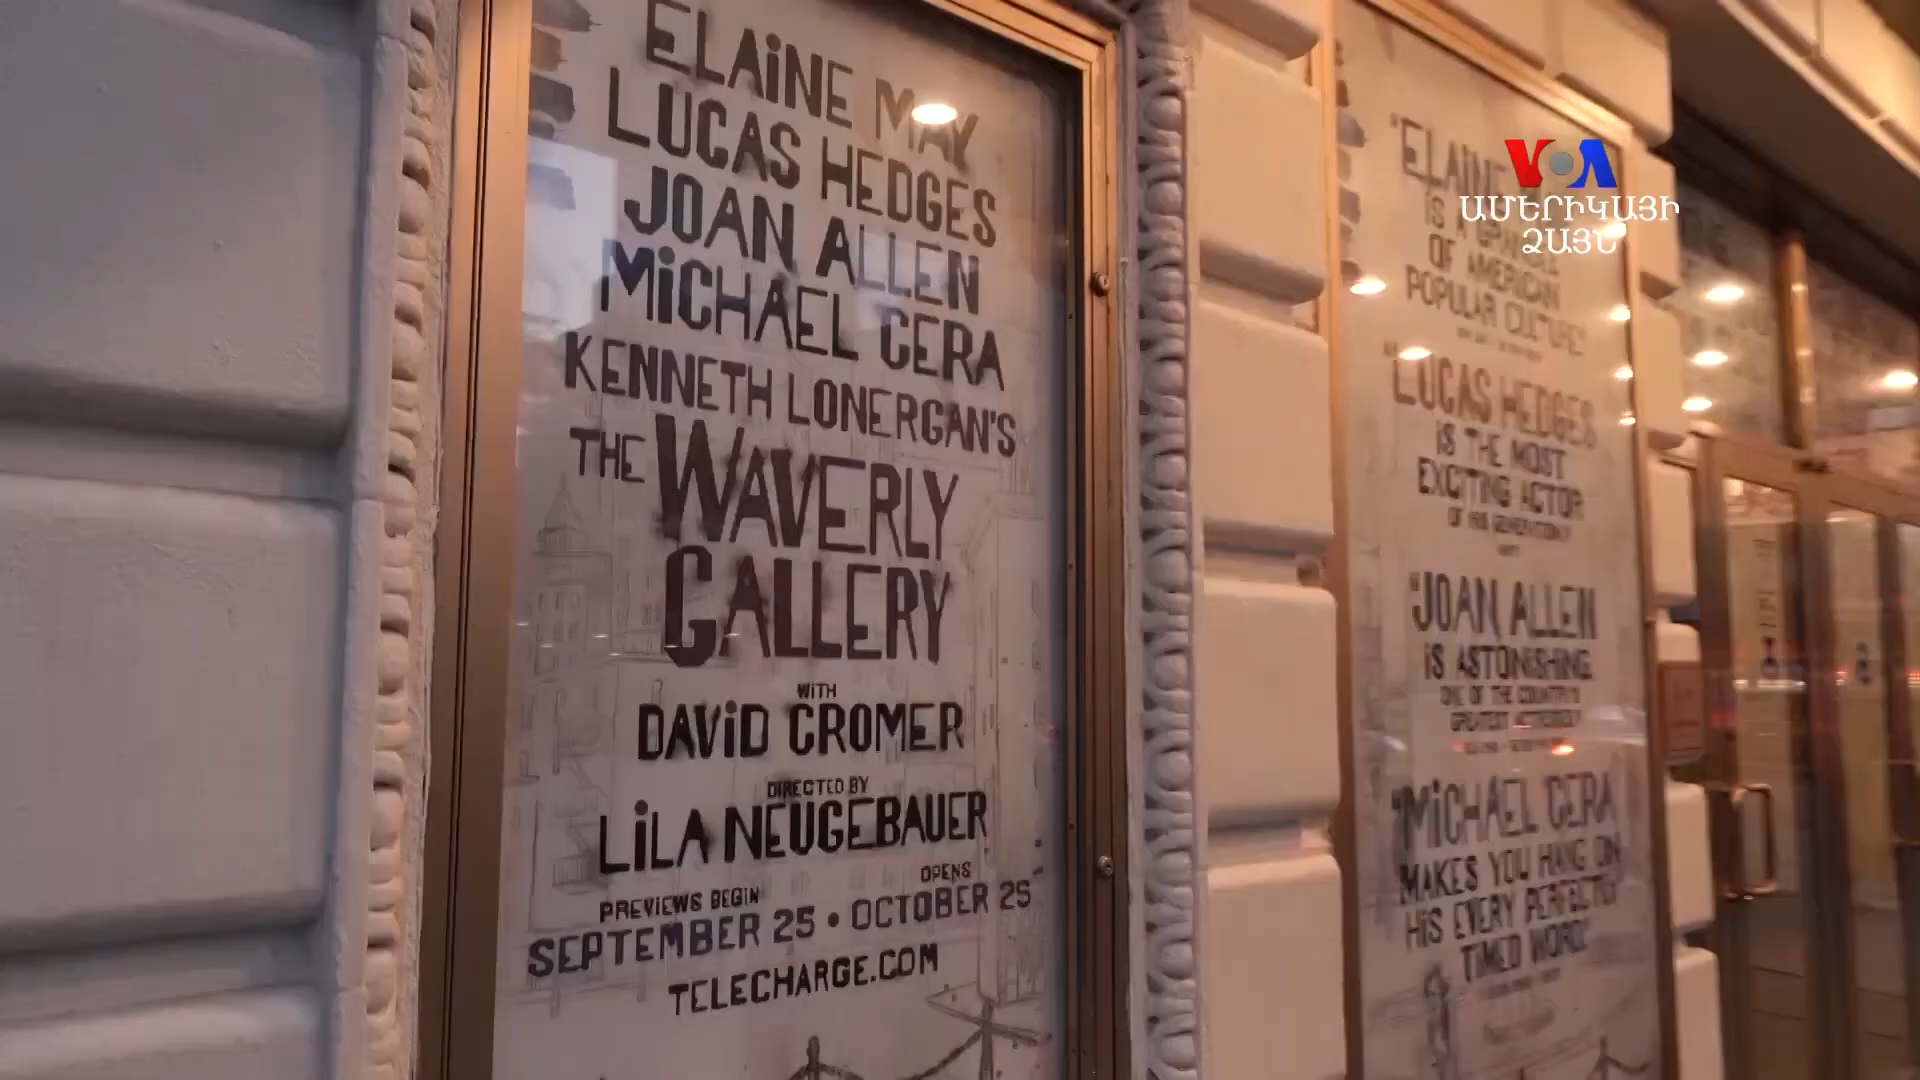 ELAINE MAY
LUCAS HEDGES
JOAN ALLEN
MICHAEL CERA
KENNETH LONERGAN'S
THE WAVERLY
GALLERY
WITH
DAVID CROMER
DIRECTED BY
LILA NEUGEBAUER
PREVIEWS BEGIN OPENS
SEPTEMBER 25 • OCTOBER 25
TELECHARGE.COM
"ELAINE
IS A
OF AMERICAN
POPULAR CULTURE"
"LUCAS HEDGES
IS THE MOST
EXCITING ACTOR
OF HIS GENERATION"
"JOAN ALLEN
IS ASTONISHING.
ONE OF THE COUNTRY'S
GREATEST ACTRESSES"
"MICHAEL CERA
MAKES YOU HANG ON
HIS EVERY PERFECTLY
TIMED WORD"
VOA
ԱՄԵՐԻԿԱՅԻ
ՁԱՅՆ